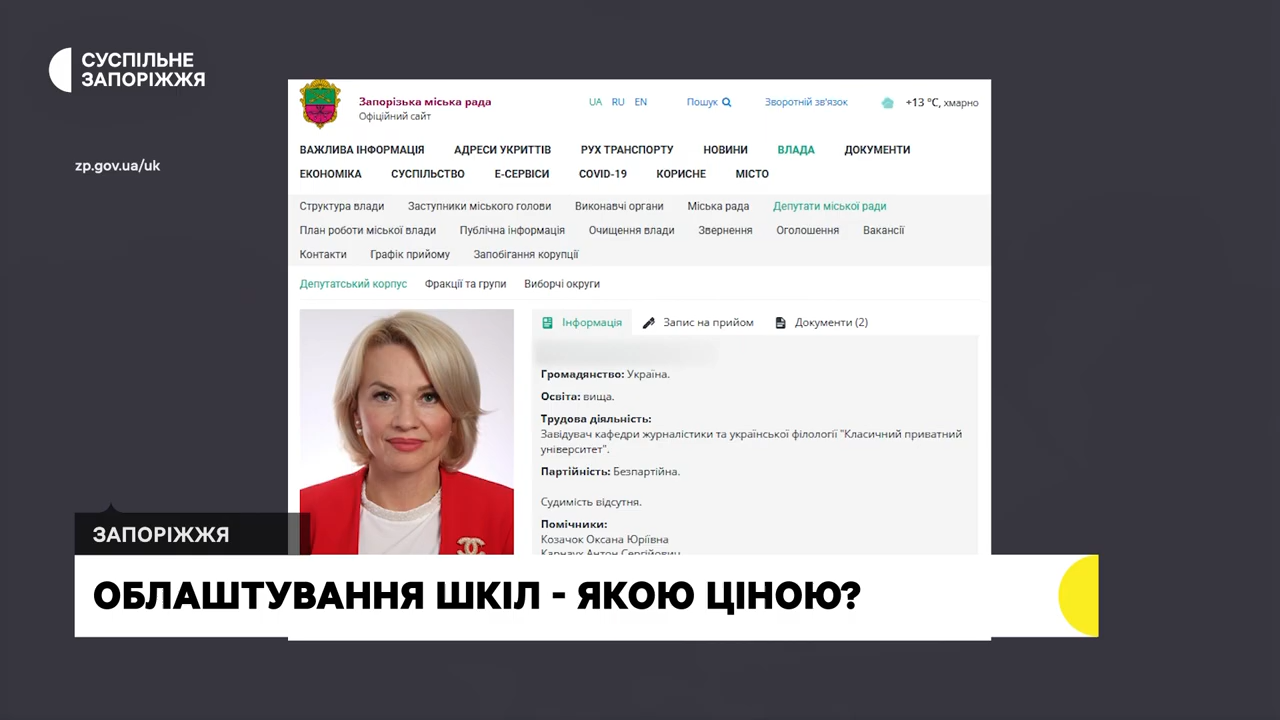 СУСПІЛЬНЕ
ЗАПОРІЖЖЯ
zp.gov.ua/uk
Запорізька міська рада
Офіційний сайт
UA RU EN
Пошук
Зворотній зв'язок
+13 °C, хмарно
ВАЖЛИВА ІНФОРМАЦІЯ АДРЕСИ УКРИТТІВ РУХ ТРАНСПОРТУ НОВИНИ ВЛАДА ДОКУМЕНТИ
ЕКОНОМІКА СУСПІЛЬСТВО Е-СЕРВІСИ COVID-19 КОРИСНЕ МІСТО
Структура влади Заступники міського голови Виконавчі органи Міська рада Депутати міської ради
План роботи міської влади Публічна інформація Очищення влади Звернення Оголошення Вакансії
Контакти Графік прийому Запобігання корупції
Депутатський корпус Фракції та групи Виборчі округи
Інформація Запис на прийом Документи (2)
Громадянство: Україна.
Освіта: вища.
Трудова діяльність:
Завідувач кафедри журналістики та української філології "Класичний приватний
університет".
Партійність: Безпартійна.
Судимість відсутня.
Помічники:
Козачок Оксана Юріївна
Карнаух Антон Сергійович
ЗАПОРІЖЖЯ
ОБЛАШТУВАННЯ ШКІЛ - ЯКОЮ ЦІНОЮ?